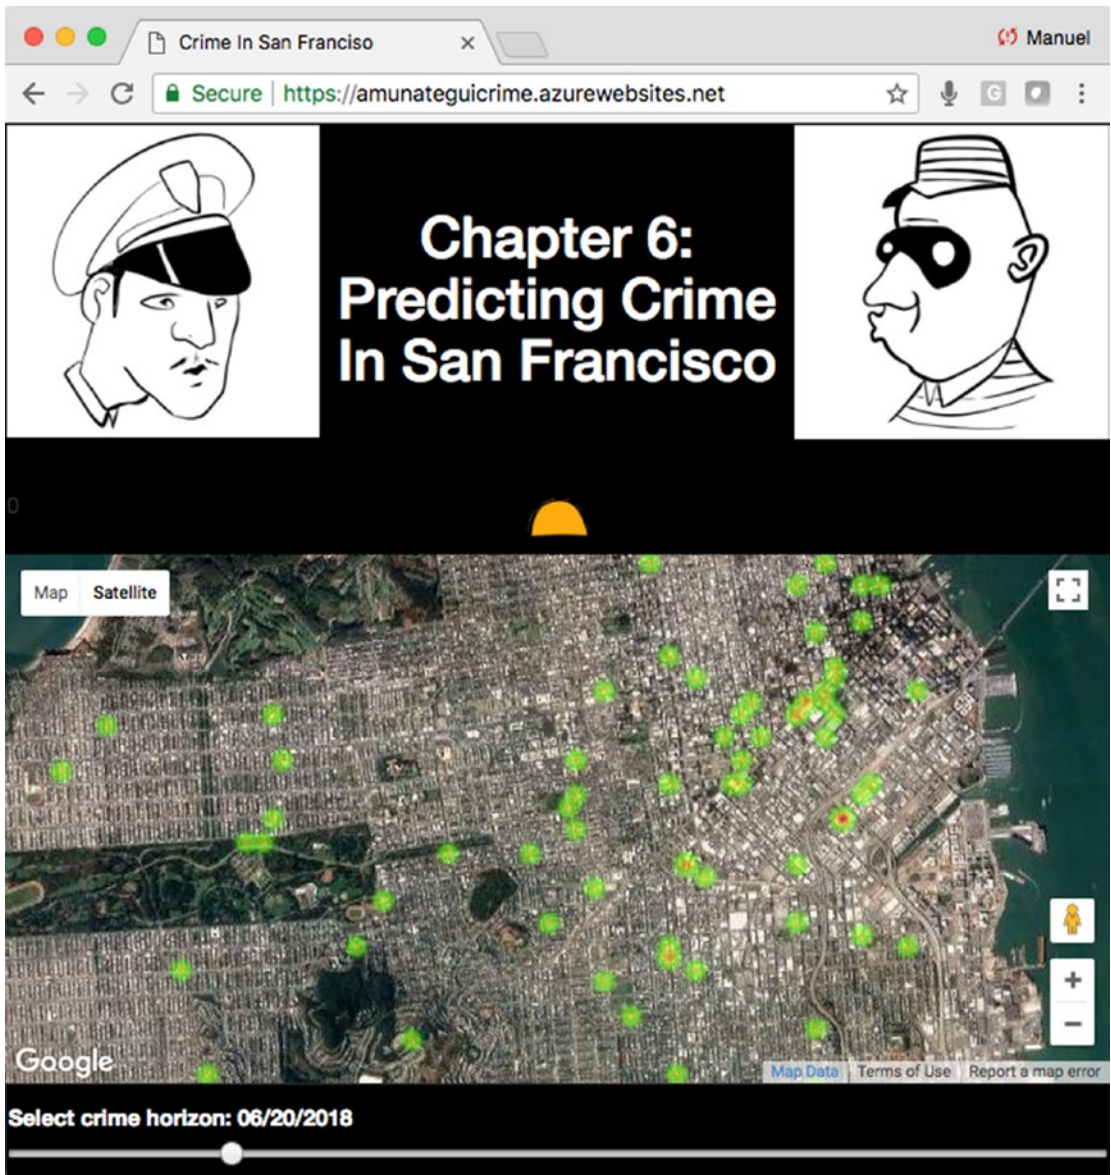 Crime In San Franciso
Manuel
Secure | https://amunateguicrime.azurewebsites.net
G
Chapter 6:
Predicting Crime
In San Francisco
0
Map Satellite
Google
Map Data Terms of Use Report a map error
Select crime horizon: 06/20/2018